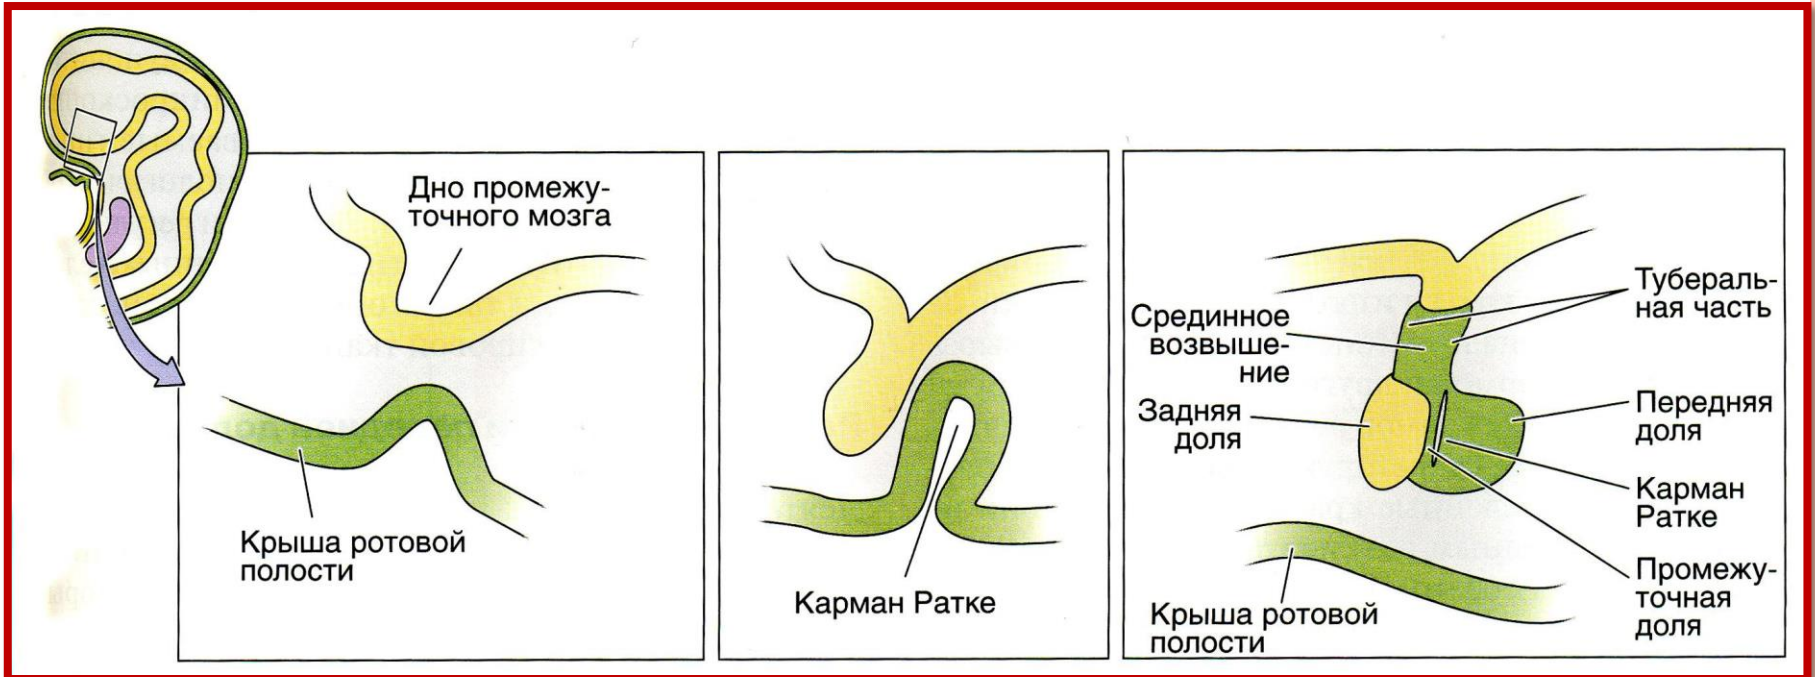 Дно промежу-
точного мозга
Крыша ротовой
полости
Карман Ратке
Срединное
возвыше-
ние
Задняя
доля
Тубераль-
ная часть
Передняя
доля
Карман
Ратке
Промежу-
точная
доля
Крыша ротовой
полости